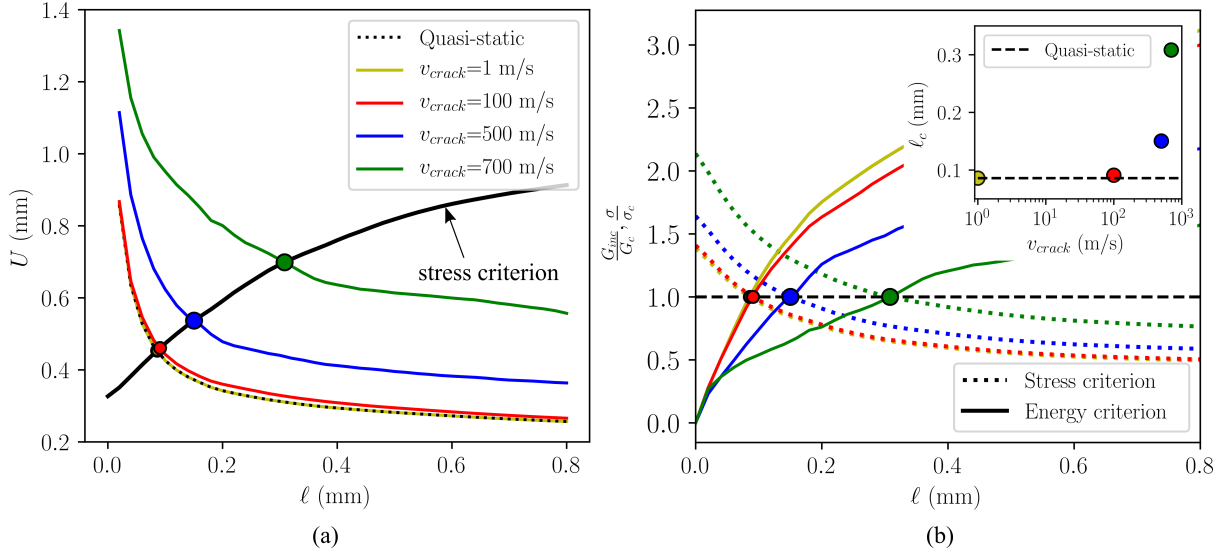 1.4
1.2
1.0
0.8
0.6
0.4
0.2
U (mm)
Quasi-static
v_crack=1 m/s
v_crack=100 m/s
v_crack=500 m/s
v_crack=700 m/s
stress criterion
0.0 0.2 0.4 0.6 0.8
ℓ (mm)
(a)
3.0
2.5
2.0
1.5
1.0
0.5
0.0
G_inc/G_c, σ/σ_c
Quasi-static
0.3
0.2
0.1
ℓ_c (mm)
10^0 10^1 10^2 10^3
v_crack (m/s)
Stress criterion
Energy criterion
0.0 0.2 0.4 0.6 0.8
ℓ (mm)
(b)